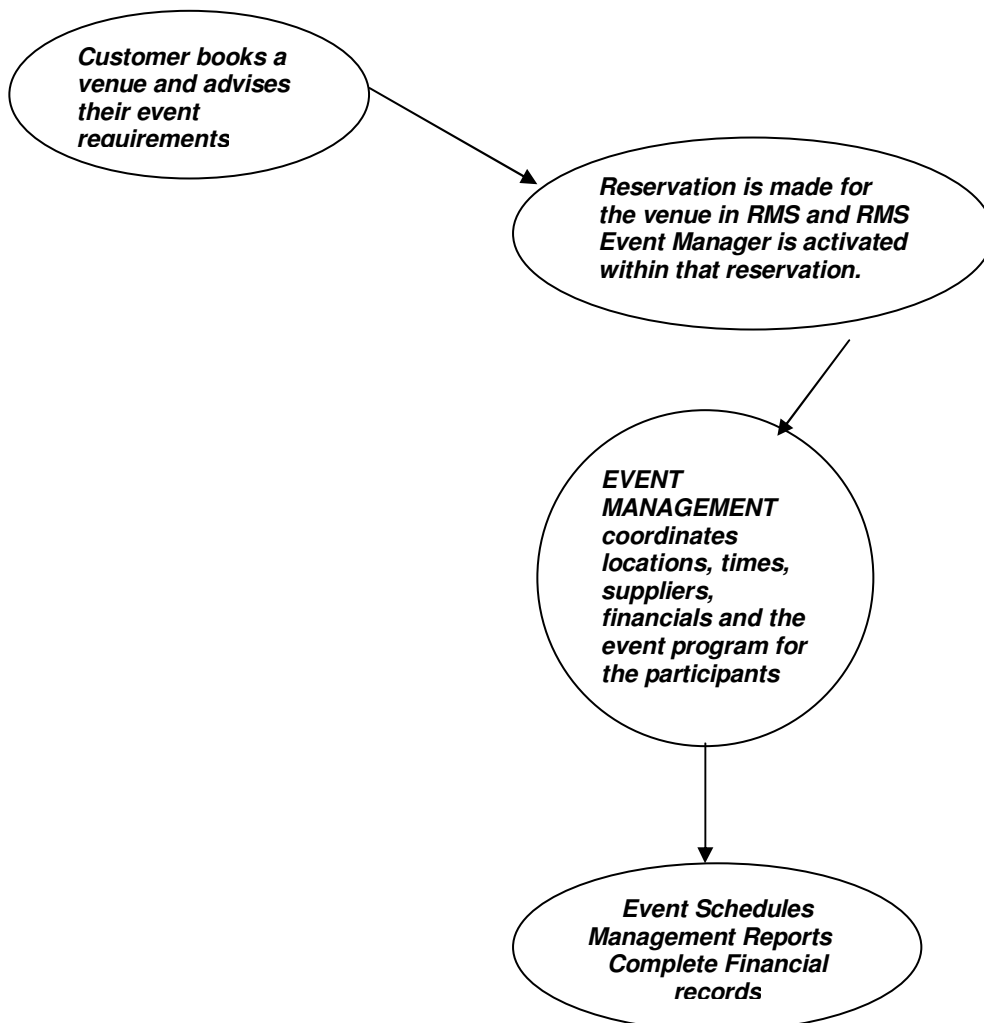 Customer books a
venue and advises
their event
requirements
Reservation is made for
the venue in RMS and RMS
Event Manager is activated
within that reservation.
EVENT
MANAGEMENT
coordinates
locations, times,
suppliers,
financials and the
event program for
the participants
Event Schedules
Management Reports
Complete Financial
records